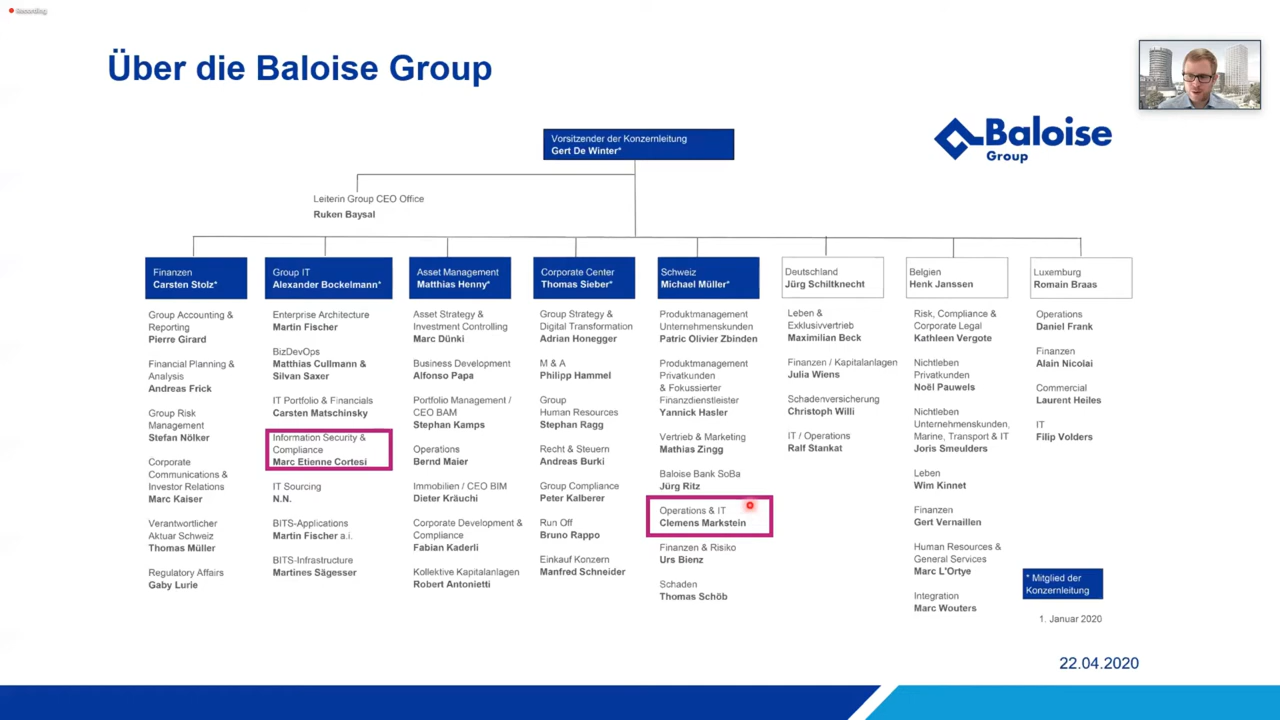 Recording
Über die Baloise Group
Baloise
Group
Vorsitzender der Konzernleitung
Gert De Winter*
Leiterin Group CEO Office
Ruken Baysal
Finanzen
Carsten Stolz*
Group Accounting &
Reporting
Pierre Girard
Financial Planning &
Analysis
Andreas Frick
Group Risk
Management
Stefan Nölker
Corporate
Communications &
Investor Relations
Marc Kaiser
Verantwortlicher
Aktuar Schweiz
Thomas Müller
Regulatory Affairs
Gaby Lurie
Group IT
Alexander Bockelmann*
Enterprise Architecture
Martin Fischer
BizDevOps
Matthias Cullmann &
Silvan Saxer
IT Portfolio & Financials
Carsten Matschinsky
Information Security &
Compliance
Marc Etienne Cortesi
IT Sourcing
N.N.
BITS-Applications
Martin Fischer a.i.
BITS-Infrastructure
Martines Sägesser
Asset Management
Matthias Henny*
Asset Strategy &
Investment Controlling
Marc Dünki
Business Development
Alfonso Papa
Portfolio Management /
CEO BAM
Stephan Kamps
Operations
Bernd Maier
Immobilien / CEO BIM
Dieter Kräuchi
Corporate Development &
Compliance
Fabian Kaderli
Kollektive Kapitalanlagen
Robert Antonietti
Corporate Center
Thomas Sieber*
Group Strategy &
Digital Transformation
Adrian Honegger
M & A
Philipp Hammel
Group
Human Resources
Stephan Ragg
Recht & Steuern
Andreas Burki
Group Compliance
Peter Kalberer
Run Off
Bruno Rappo
Einkauf Konzern
Manfred Schneider
Schweiz
Michael Müller*
Produktmanagement
Unternehmenskunden
Patric Olivier Zbinden
Produktmanagement
Privatkunden
& Fokussierter
Finanzdienstleister
Yannick Hasler
Vertrieb & Marketing
Mathias Zingg
Baloise Bank SoBa
Jürg Ritz
Operations & IT
Clemens Markstein
Finanzen & Risiko
Urs Bienz
Schaden
Thomas Schöb
Deutschland
Jürg Schiltknecht
Leben &
Exklusivvertrieb
Maximilian Beck
Finanzen / Kapitalanlagen
Julia Wiens
Schadenversicherung
Christoph Willi
IT / Operations
Ralf Stankat
Belgien
Henk Janssen
Risk, Compliance &
Corporate Legal
Kathleen Vergote
Nichtleben
Privatkunden
Noël Pauwels
Nichtleben
Unternehmenskunden,
Marine, Transport & IT
Joris Smeulders
Leben
Wim Kinnet
Finanzen
Gert Vernaillen
Human Resources &
General Services
Marc L'Ortye
Integration
Marc Wouters
Luxemburg
Romain Braas
Operations
Daniel Frank
Finanzen
Alain Nicolai
Commercial
Laurent Heiles
IT
Filip Volders
* Mitglied der
Konzernleitung
1. Januar 2020
22.04.2020